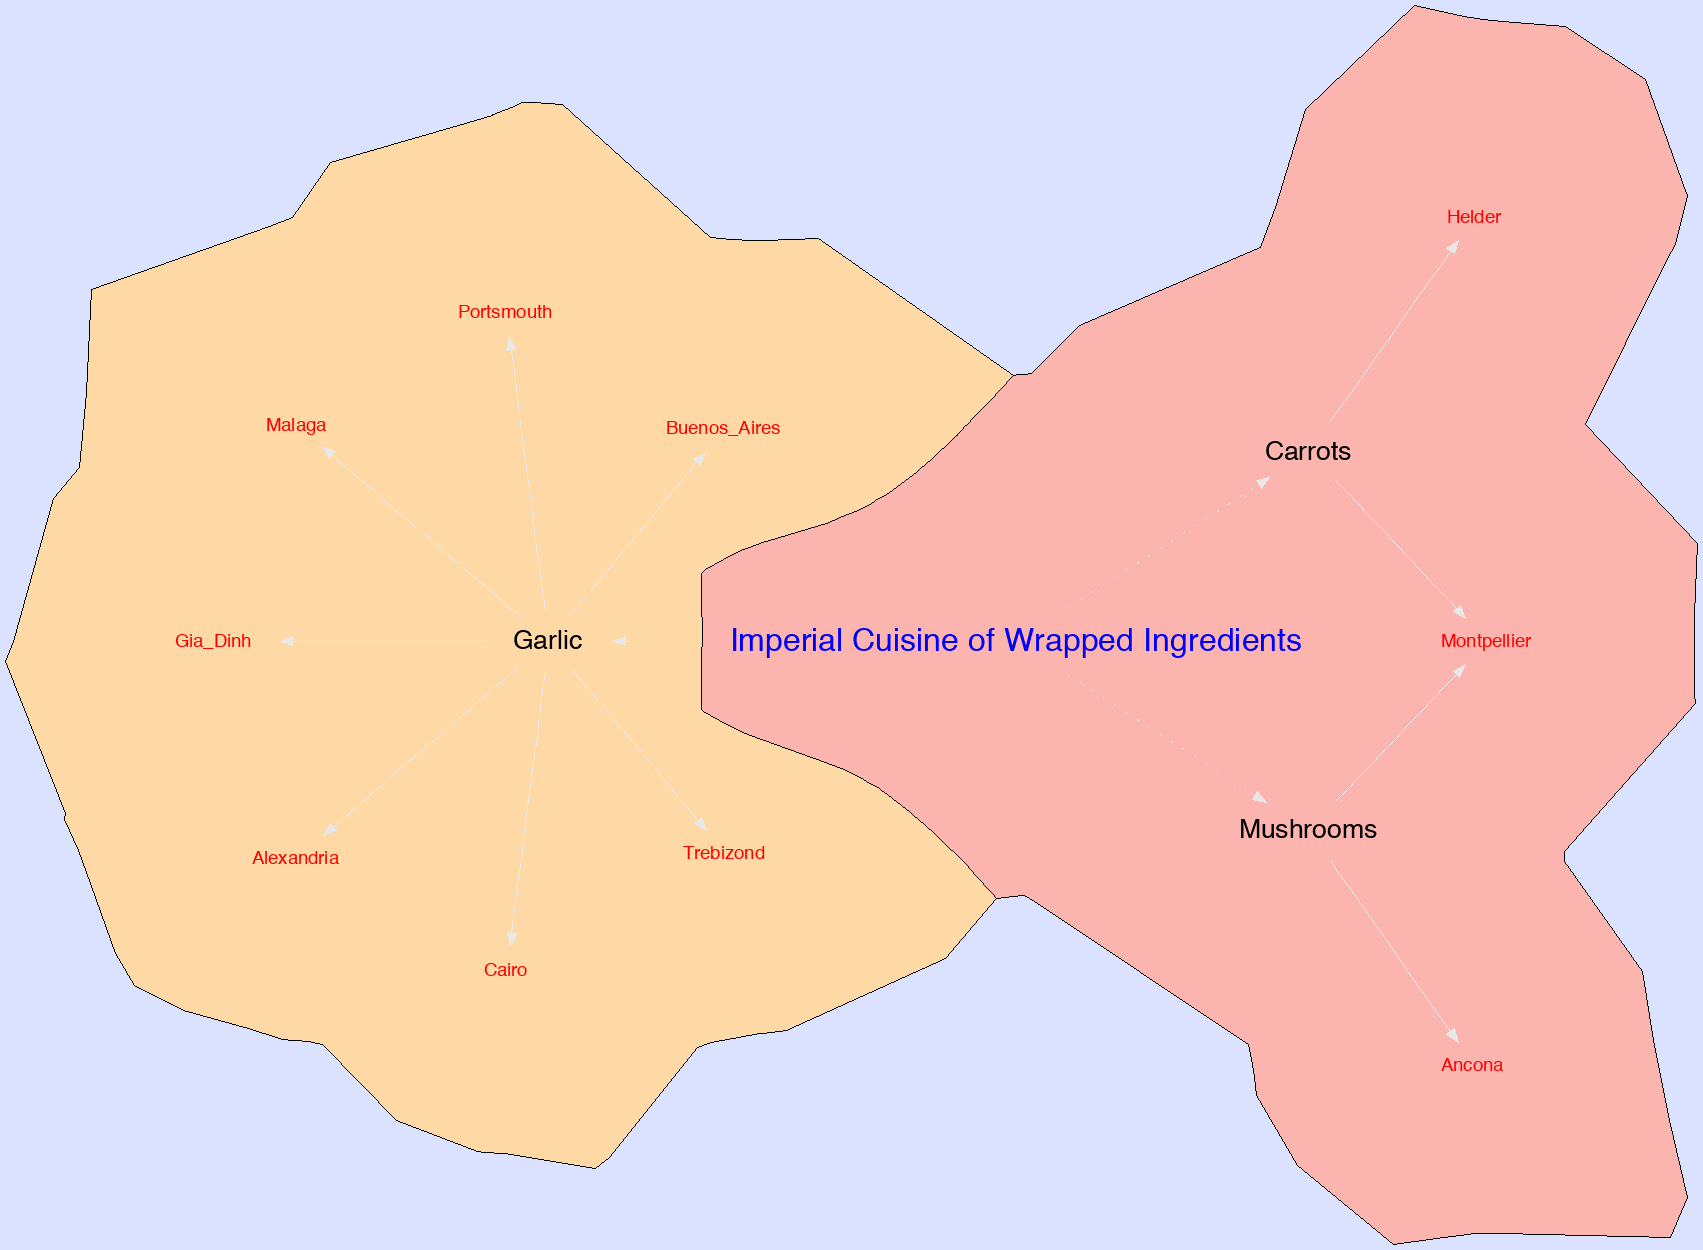 Helder
Portsmouth
Malaga
Buenos_Aires
Carrots
Gia_Dinh
Garlic
Imperial Cuisine of Wrapped Ingredients
Montpellier
Mushrooms
Alexandria
Trebizond
Cairo
Ancona